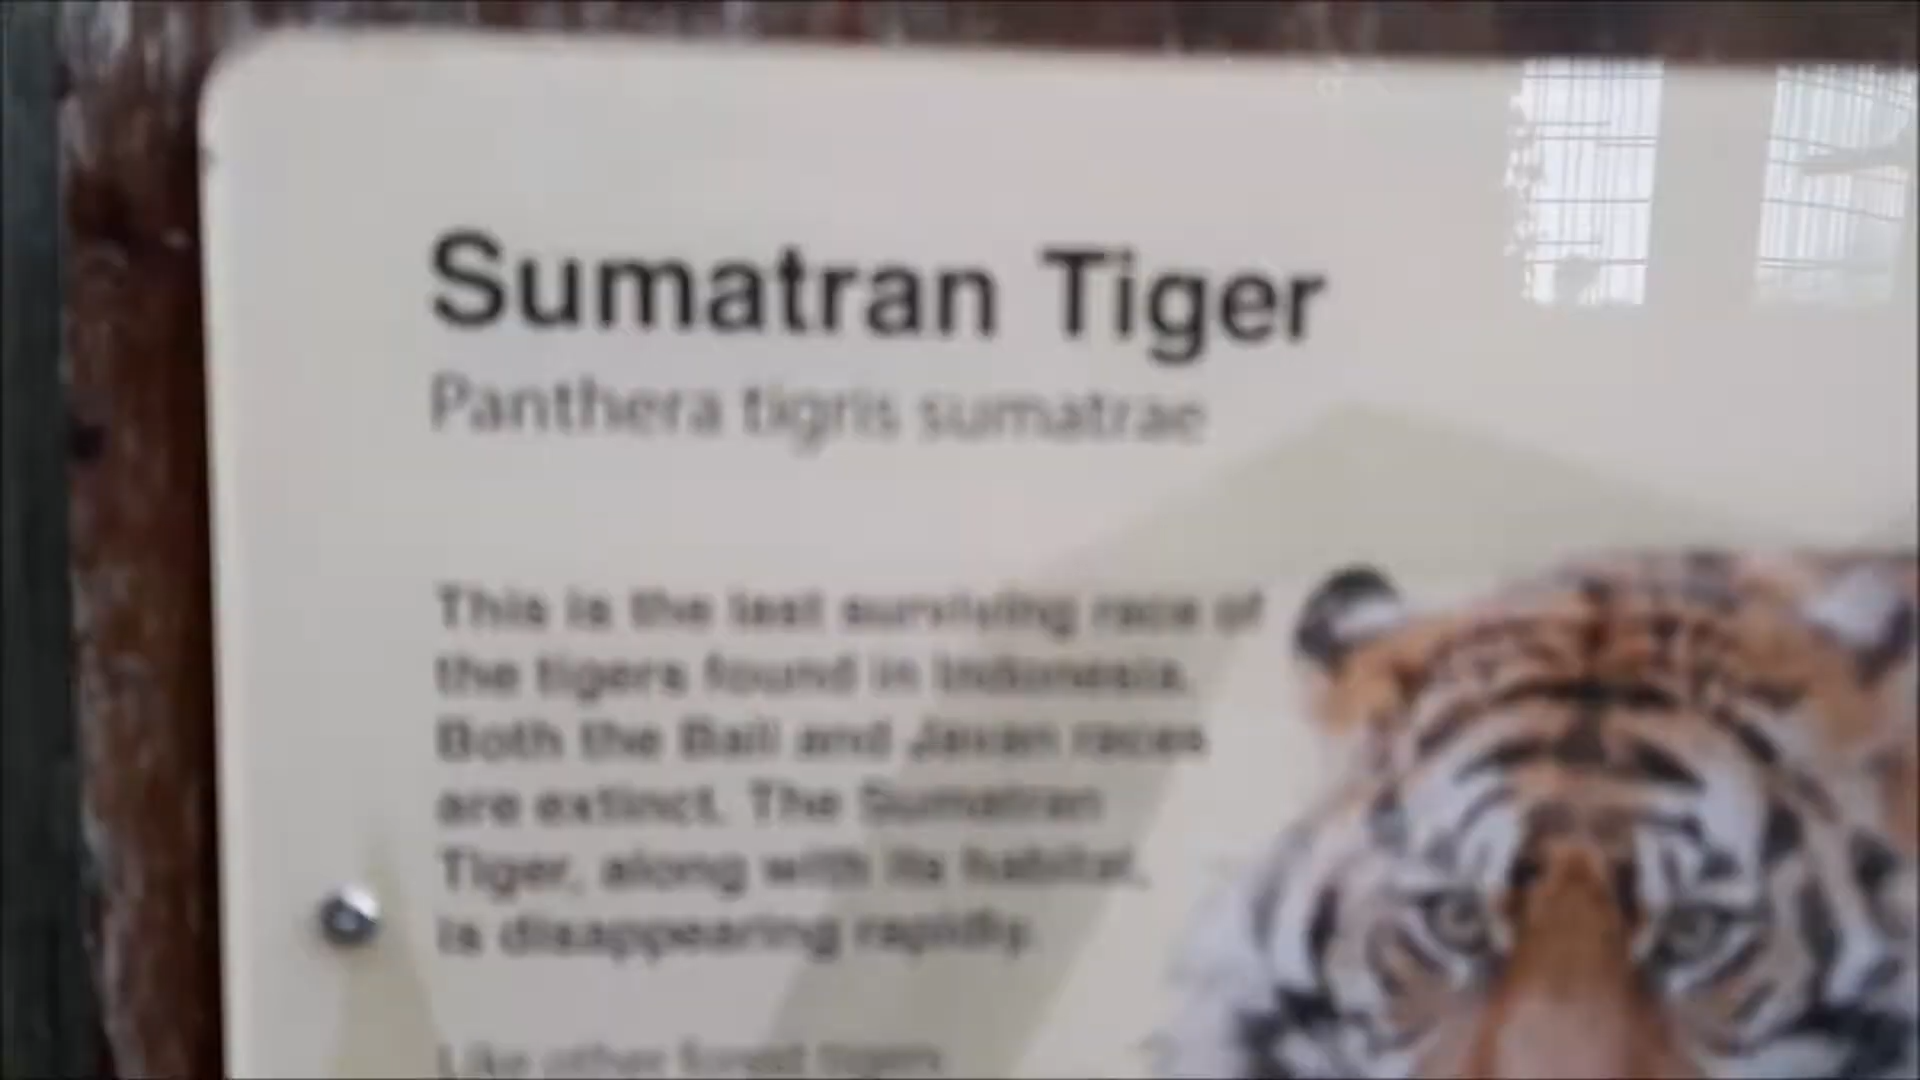 Sumatran Tiger
Panthera tigris sumatrae
This is the last surviving race of
the tigers found in Indonesia.
Both the Bali and Javan races
are extinct. The Sumatran
Tiger, along with its habitat,
is disappearing rapidly.
Like other forest tigers